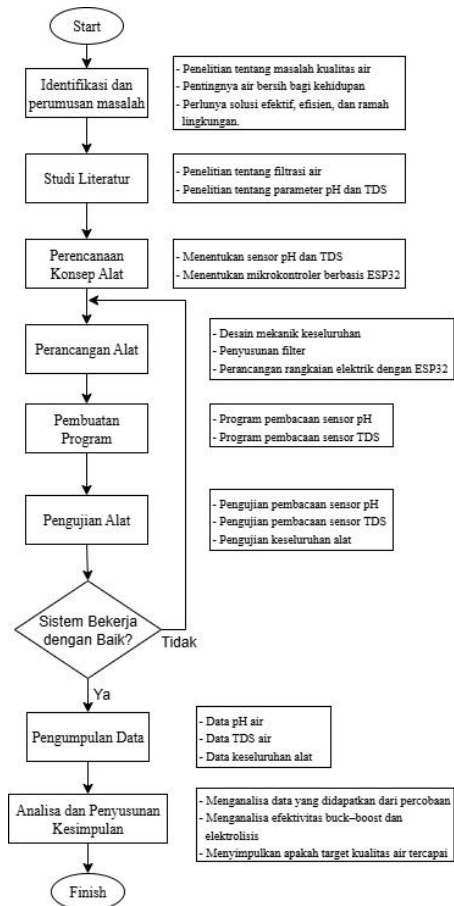 Start
Identifikasi dan
perumusan masalah
- Penelitian tentang masalah kualitas air
- Pentingnya air bersih bagi kehidupan
- Perlunya solusi efektif, efisien, dan ramah
lingkungan.
Studi Literatur
- Penelitian tentang filtrasi air
- Penelitian tentang parameter pH dan TDS
Perencanaan
Konsep Alat
- Menentukan sensor pH dan TDS
- Menentukan mikrokontroler berbasis ESP32
Perancangan Alat
- Desain mekanik keseluruhan
- Penyusunan filter
- Perancangan rangkaian elektrik dengan ESP32
Pembuatan
Program
- Program pembacaan sensor pH
- Program pembacaan sensor TDS
Pengujian Alat
- Pengujian pembacaan sensor pH
- Pengujian pembacaan sensor TDS
- Pengujian keseluruhan alat
Sistem Bekerja
dengan Baik?
Tidak
Ya
Pengumpulan Data
- Data pH air
- Data TDS air
- Data keseluruhan alat
Analisa dan Penyusunan
Kesimpulan
- Menganalisa data yang didapatkan dari percobaan
- Menganalisa efektivitas buck–boost dan
elektrolisis
- Menyimpulkan apakah target kualitas air tercapai
Finish